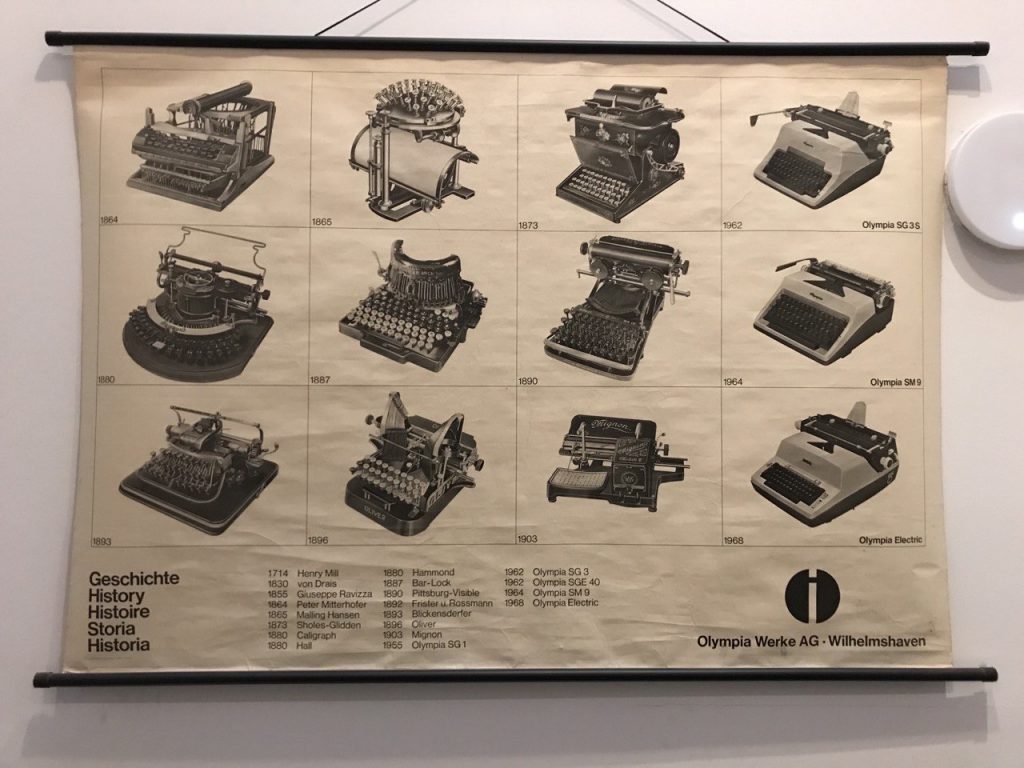 1864
1865
1873
1962 Olympia SG 3 S
1880
1887
1890
1964 Olympia SM 9
Mignon
OLIVER
1893
1896
1903
1968 Olympia Electric
Geschichte
History
Histoire
Storia
Historia
1714 Henry Mill
1830 von Drais
1855 Giuseppe Ravizza
1864 Peter Mitterhofer
1865 Malling Hansen
1873 Sholes-Glidden
1880 Caligraph
1880 Hall
1880 Hammond
1887 Bar-Lock
1890 Pittsburg-Visible
1892 Frister u. Rossmann
1893 Blickensderfer
1896 Oliver
1903 Mignon
1955 Olympia SG 1
1962 Olympia SG 3
1962 Olympia SGE 40
1964 Olympia SM 9
1968 Olympia Electric
Olympia Werke AG · Wilhelmshaven